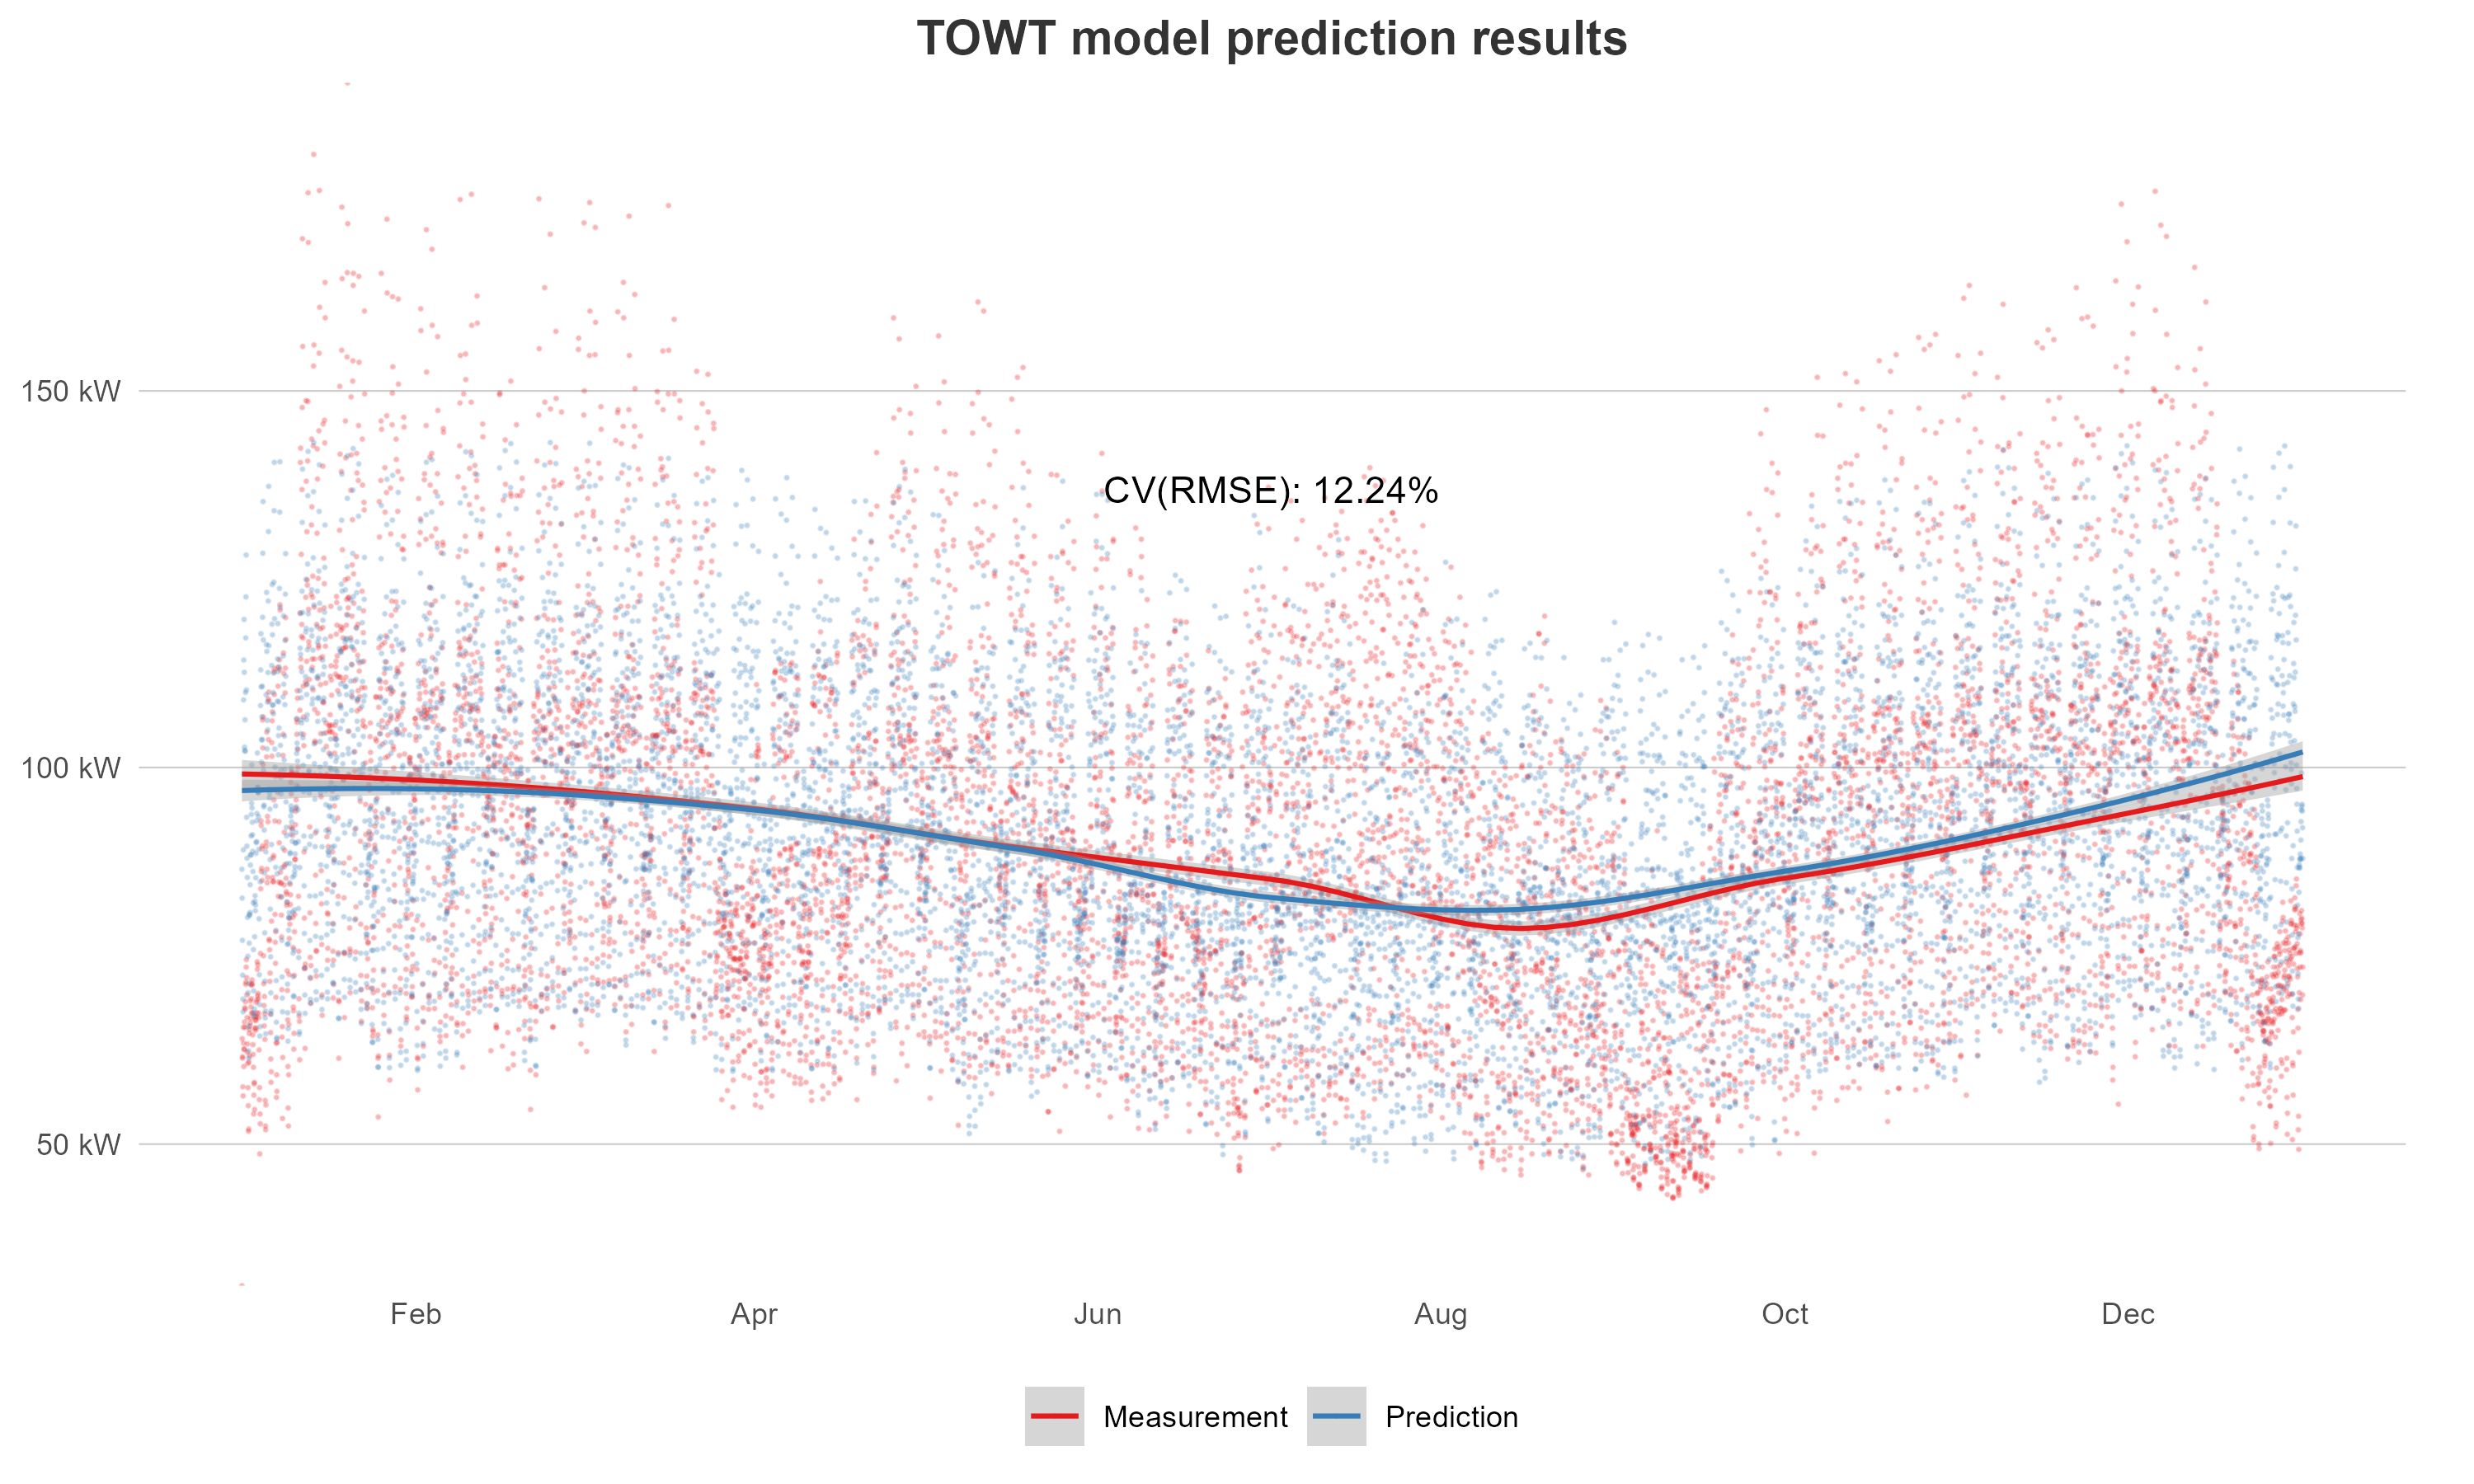 TOWT model prediction results
150 kW
CV(RMSE): 12.24%
100 kW
50 kW
Feb Apr Jun Aug Oct Dec
Measurement Prediction